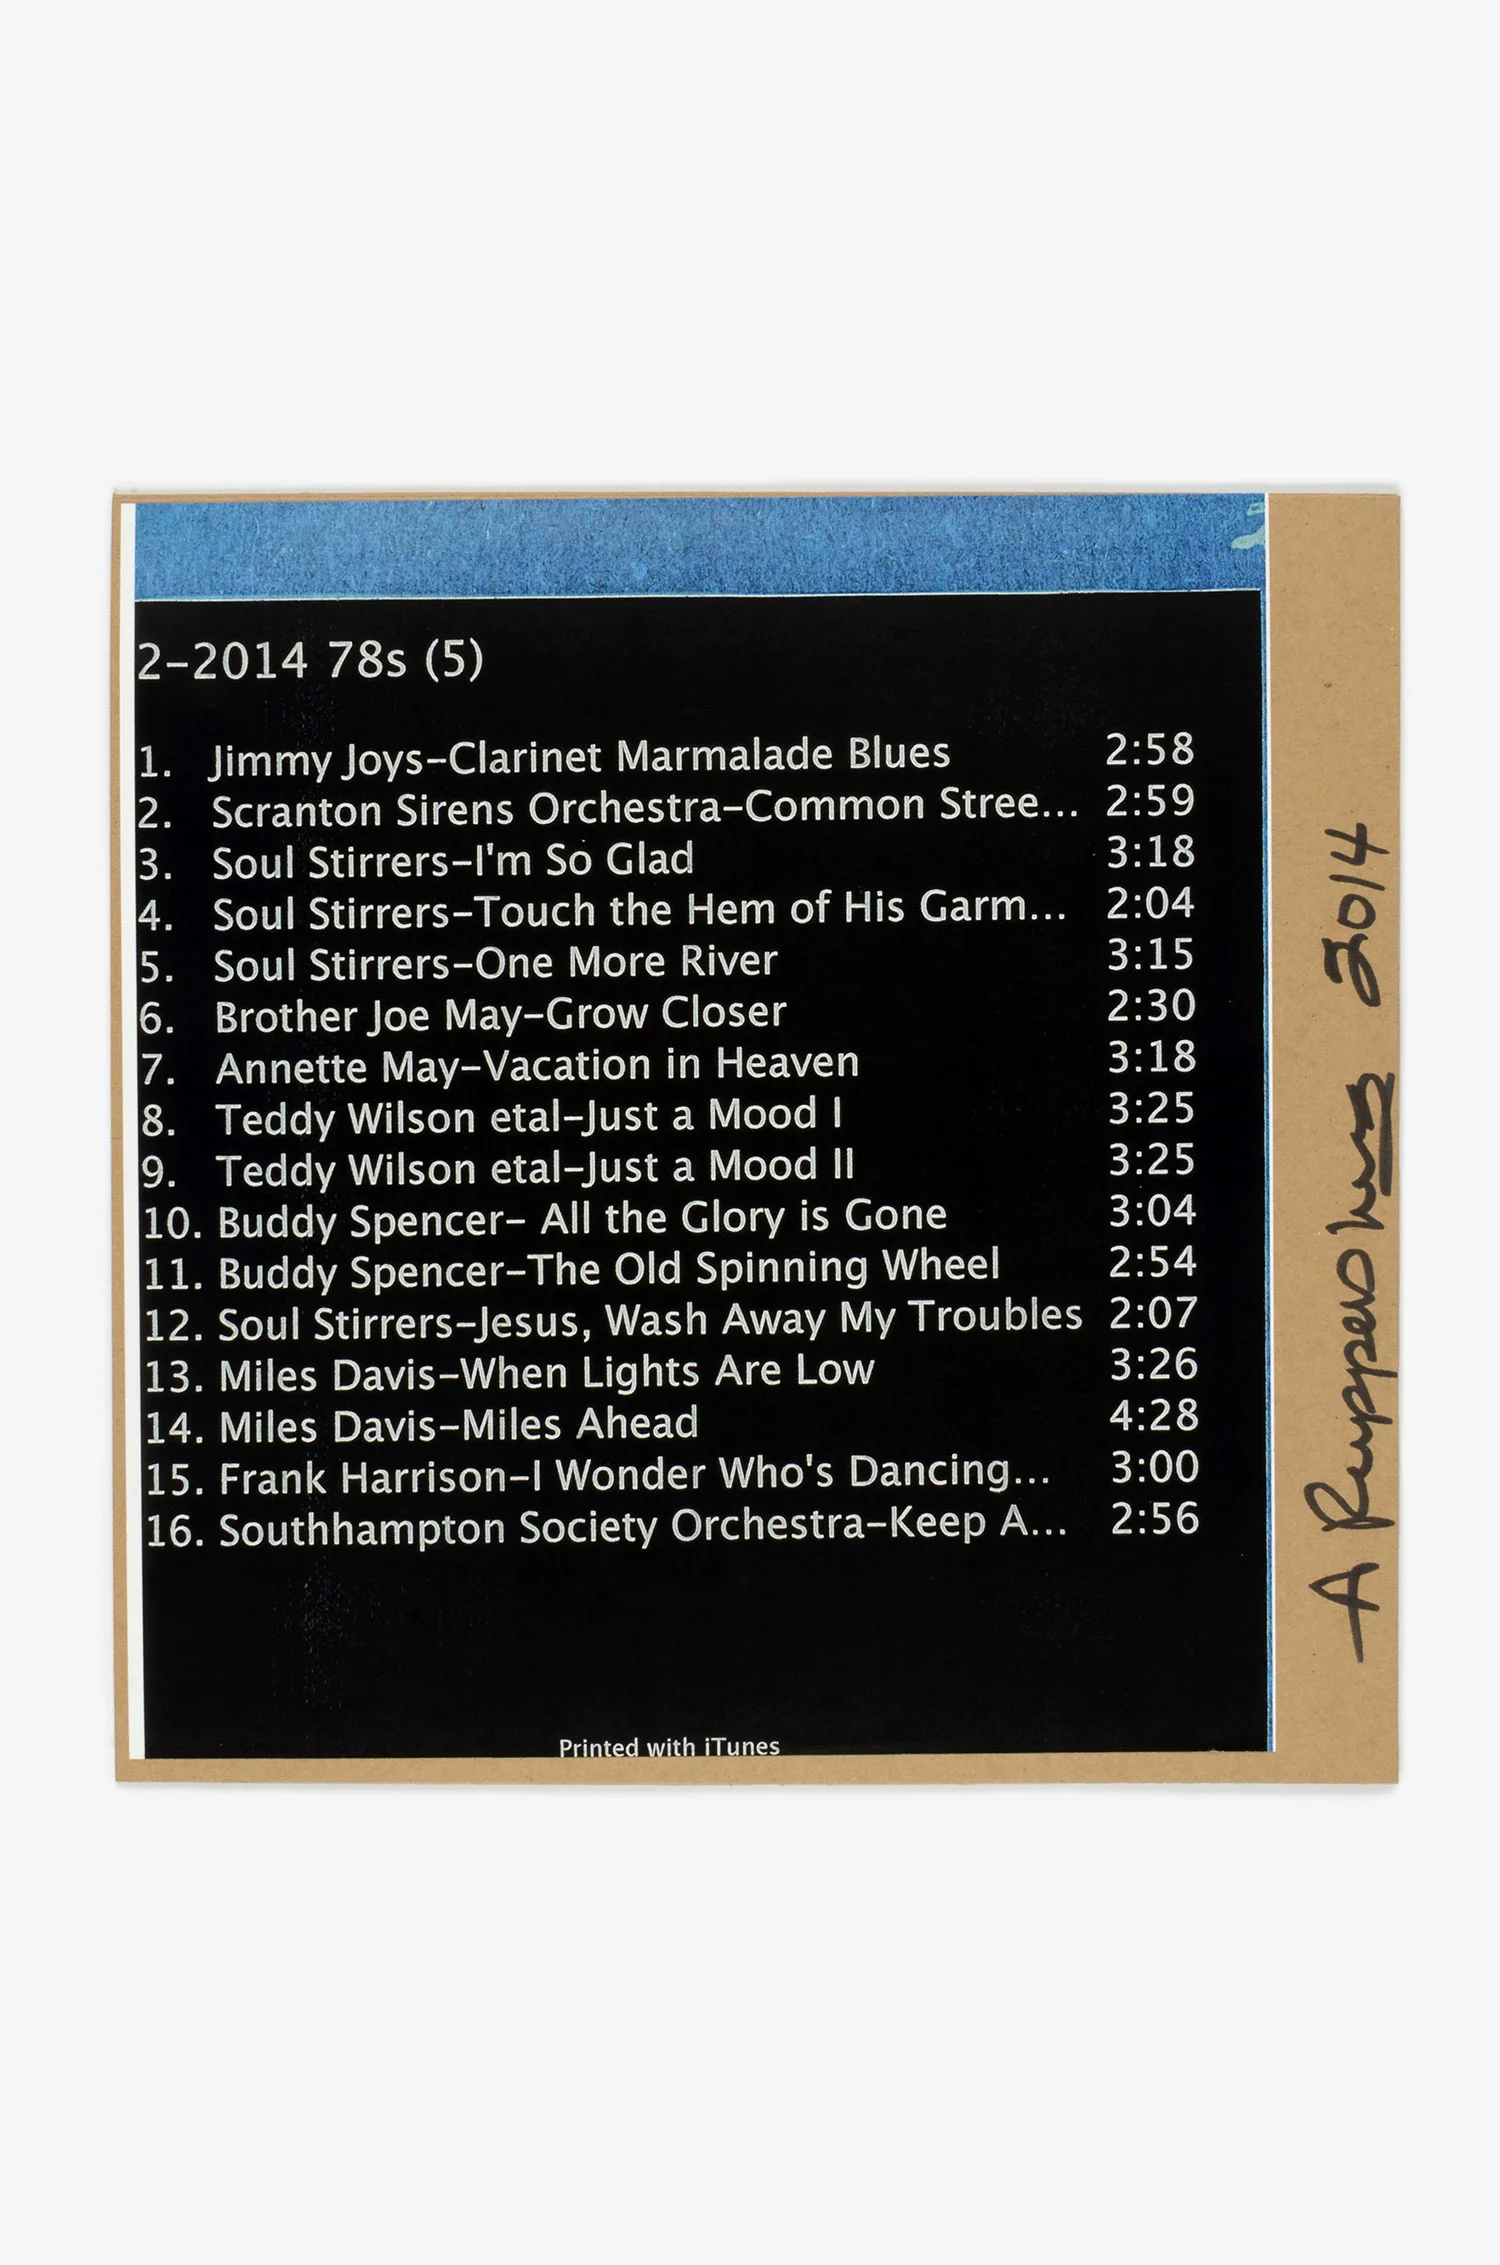 2-2014 78s (5)
1. Jimmy Joys-Clarinet Marmalade Blues 2:58
2. Scranton Sirens Orchestra-Common Stree... 2:59
3. Soul Stirrers-I'm So Glad 3:18
4. Soul Stirrers-Touch the Hem of His Garm... 2:04
5. Soul Stirrers-One More River 3:15
6. Brother Joe May-Grow Closer 2:30
7. Annette May-Vacation in Heaven 3:18
8. Teddy Wilson etal-Just a Mood I 3:25
9. Teddy Wilson etal-Just a Mood II 3:25
10. Buddy Spencer- All the Glory is Gone 3:04
11. Buddy Spencer-The Old Spinning Wheel 2:54
12. Soul Stirrers-Jesus, Wash Away My Troubles 2:07
13. Miles Davis-When Lights Are Low 3:26
14. Miles Davis-Miles Ahead 4:28
15. Frank Harrison-I Wonder Who's Dancing... 3:00
16. Southhampton Society Orchestra-Keep A... 2:56
Printed with iTunes
A Ruppersberg 2014